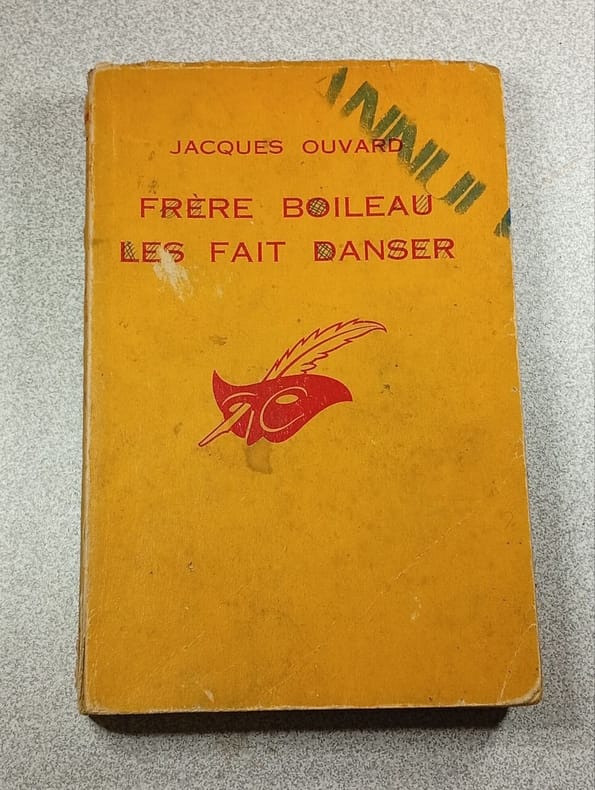 JACQUES OUVARD
FRÈRE BOILEAU
LES FAIT DANSER